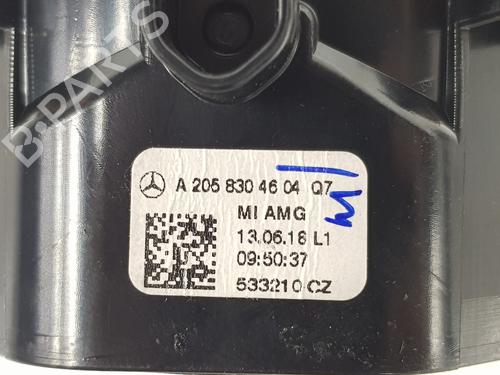 B-PARTS
A 205 830 46 04 Q7
MI AMG
13.06.18 L1
09:50:37
533210 CZ